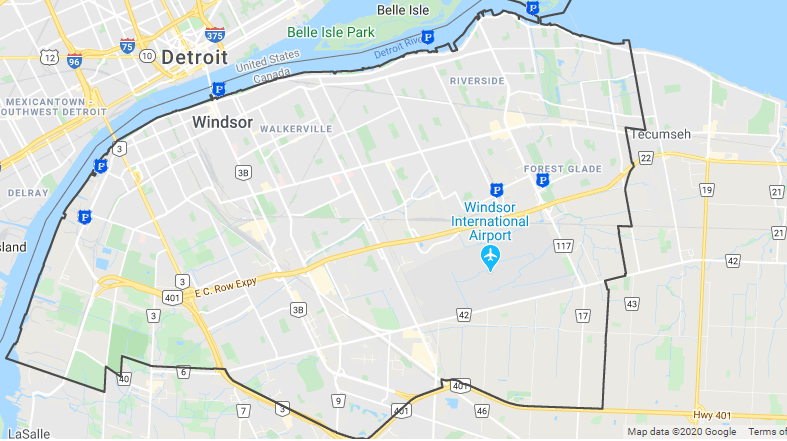 Belle Isle
12
75
96
10
375
Belle Isle Park
P
P
Detroit
United States
Canada
Detroit Riv
MEXICANTOWN
OUTHWEST DETROIT
P
RIVERSIDE
Windsor
WALKERVILLE
Tecumseh
3
22
P
3B
FOREST GLADE
P
P
19
21
DELRAY
P
Windsor
International
Airport
21
sland
117
42
3
401
E C. Row Expy
3
3B
42
17
43
40
6
401
7
3
9
401
46
Hwy 401
LaSalle
Map data ©2020 Google
Terms of